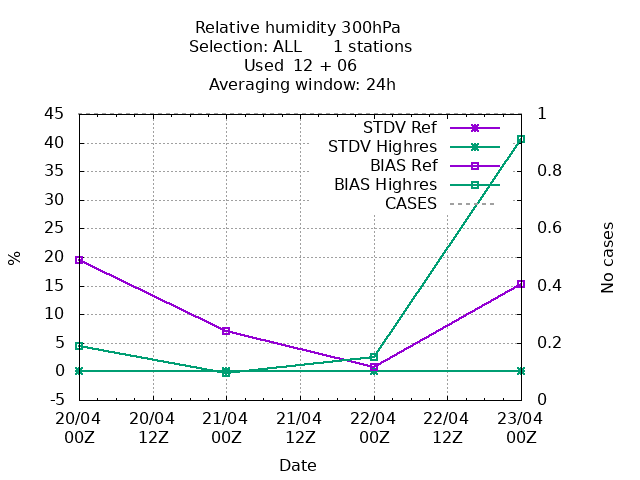 Relative humidity 300hPa
Selection: ALL      1 stations
Used  12 + 06
Averaging window: 24h
45
40
35
30
25
20
15
10
5
0
-5
%
1
0.8
0.6
0.4
0.2
0
No cases
STDV Ref
STDV Highres
BIAS Ref
BIAS Highres
CASES
20/04 20/04 21/04 21/04 22/04 22/04 23/04
00Z 12Z 00Z 12Z 00Z 12Z 00Z
Date